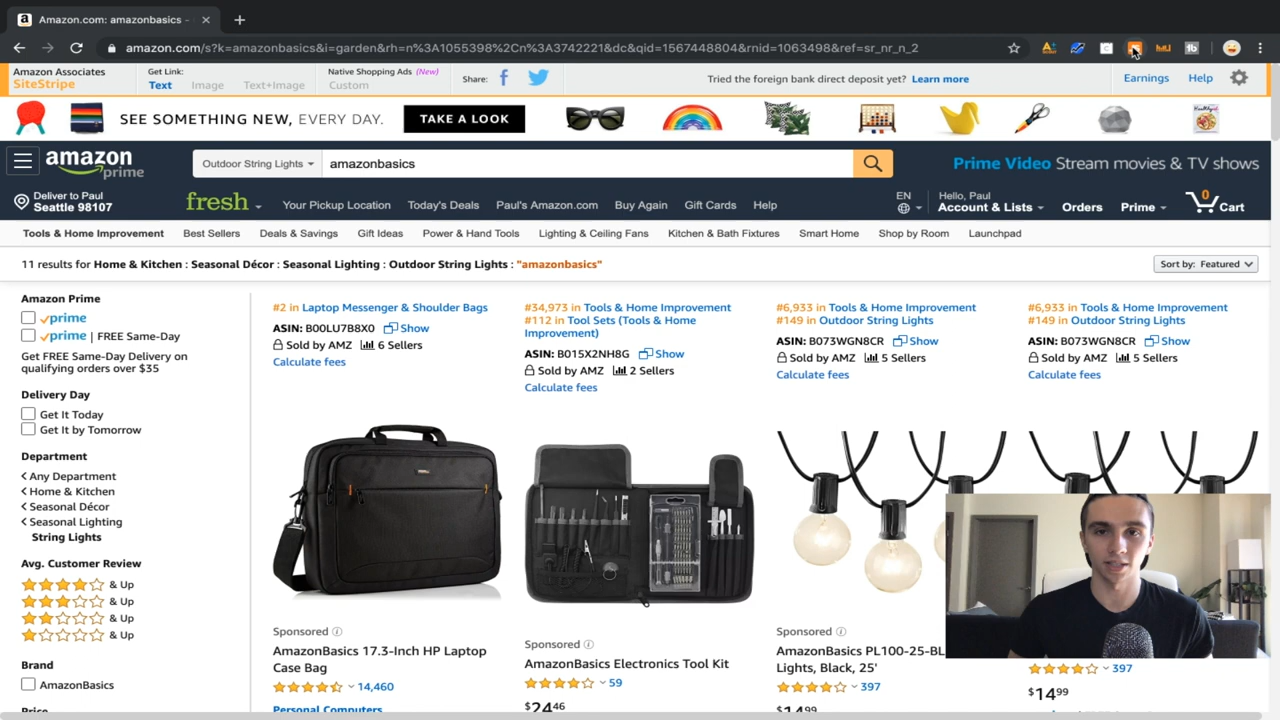 Amazon.com: amazonbasics -
amazon.com/s?k=amazonbasics&i=garden&rh=n%3A1055398%2Cn%3A3742221&dc&qid=1567448804&rnid=1063498&ref=sr_nr_n_2
Amazon Associates
SiteStripe
Get Link:
Text Image Text+Image
Native Shopping Ads (New)
Custom
Share:
Tried the foreign bank direct deposit yet? Learn more
Earnings Help
SEE SOMETHING NEW, EVERY DAY.
TAKE A LOOK
amazon
prime
Outdoor String Lights
amazonbasics
Prime Video Stream movies & TV shows
Deliver to Paul
Seattle 98107
fresh
Your Pickup Location Today's Deals Paul's Amazon.com Buy Again Gift Cards Help
EN
Hello, Paul
Account & Lists
Orders
Prime
0
Cart
Tools & Home Improvement Best Sellers Deals & Savings Gift Ideas Power & Hand Tools Lighting & Ceiling Fans Kitchen & Bath Fixtures Smart Home Shop by Room Launchpad
11 results for Home & Kitchen : Seasonal Décor : Seasonal Lighting : Outdoor String Lights : "amazonbasics"
Sort by: Featured
Amazon Prime
prime
prime | FREE Same-Day
Get FREE Same-Day Delivery on
qualifying orders over $35
Delivery Day
Get It Today
Get It by Tomorrow
Department
Any Department
Home & Kitchen
Seasonal Décor
Seasonal Lighting
String Lights
Avg. Customer Review
& Up
& Up
& Up
& Up
Brand
AmazonBasics
Price
#2 in Laptop Messenger & Shoulder Bags
ASIN: B00LU7B8X0 Show
Sold by AMZ 6 Sellers
Calculate fees
Sponsored
AmazonBasics 17.3-Inch HP Laptop
Case Bag
14,460
Personal Computers
#34,973 in Tools & Home Improvement
#112 in Tool Sets (Tools & Home
Improvement)
ASIN: B015X2NH8G Show
Sold by AMZ 2 Sellers
Calculate fees
Sponsored
AmazonBasics Electronics Tool Kit
59
$24.46
#6,933 in Tools & Home Improvement
#149 in Outdoor String Lights
ASIN: B073WGN8CR Show
Sold by AMZ 5 Sellers
Calculate fees
Sponsored
AmazonBasics PL100-25-BL
Lights, Black, 25'
397
$14.99
#6,933 in Tools & Home Improvement
#149 in Outdoor String Lights
ASIN: B073WGN8CR Show
Sold by AMZ 5 Sellers
Calculate fees
397
$14.99